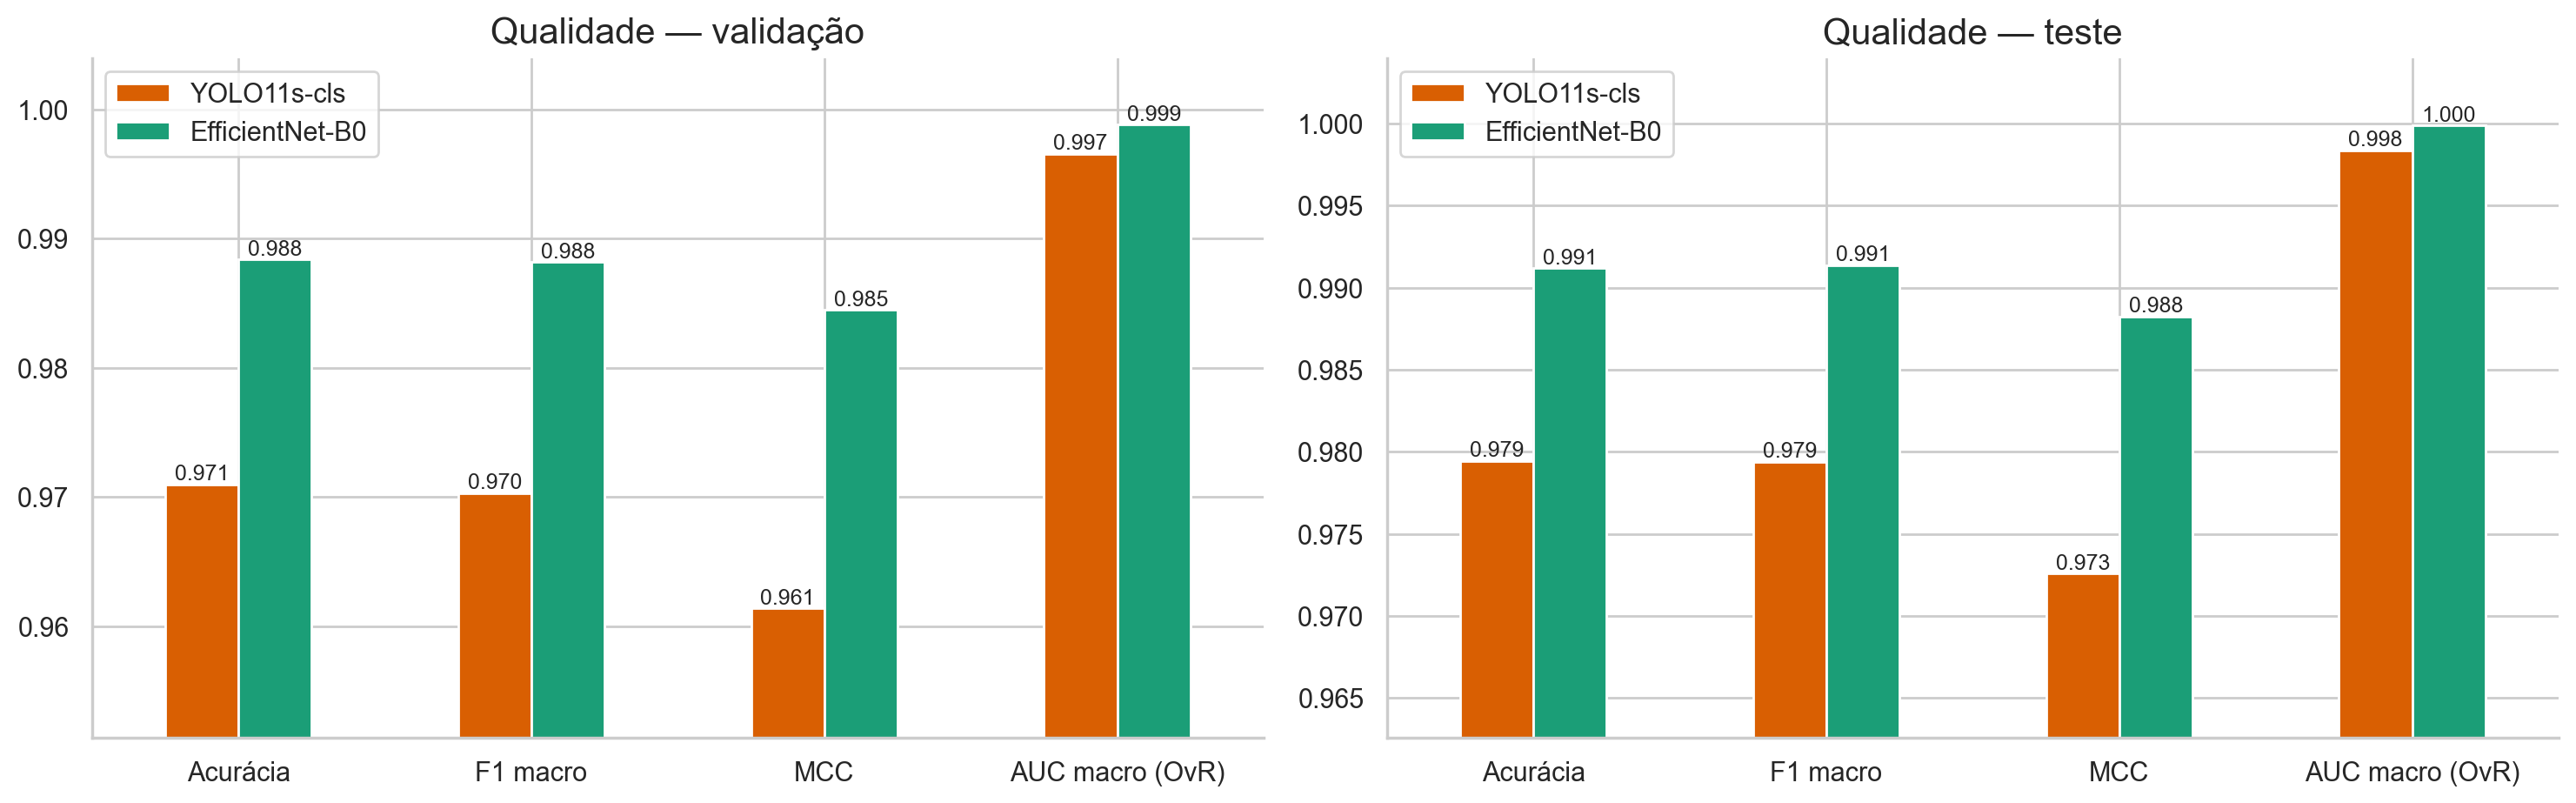 Qualidade — validação
YOLO11s-cls
EfficientNet-B0
1.00
0.99
0.98
0.97
0.96
0.971
0.988
0.970
0.988
0.961
0.985
0.997
0.999
Acurácia
F1 macro
MCC
AUC macro (OvR)
Qualidade — teste
YOLO11s-cls
EfficientNet-B0
1.000
0.995
0.990
0.985
0.980
0.975
0.970
0.965
0.979
0.991
0.979
0.991
0.973
0.988
0.998
1.000
Acurácia
F1 macro
MCC
AUC macro (OvR)